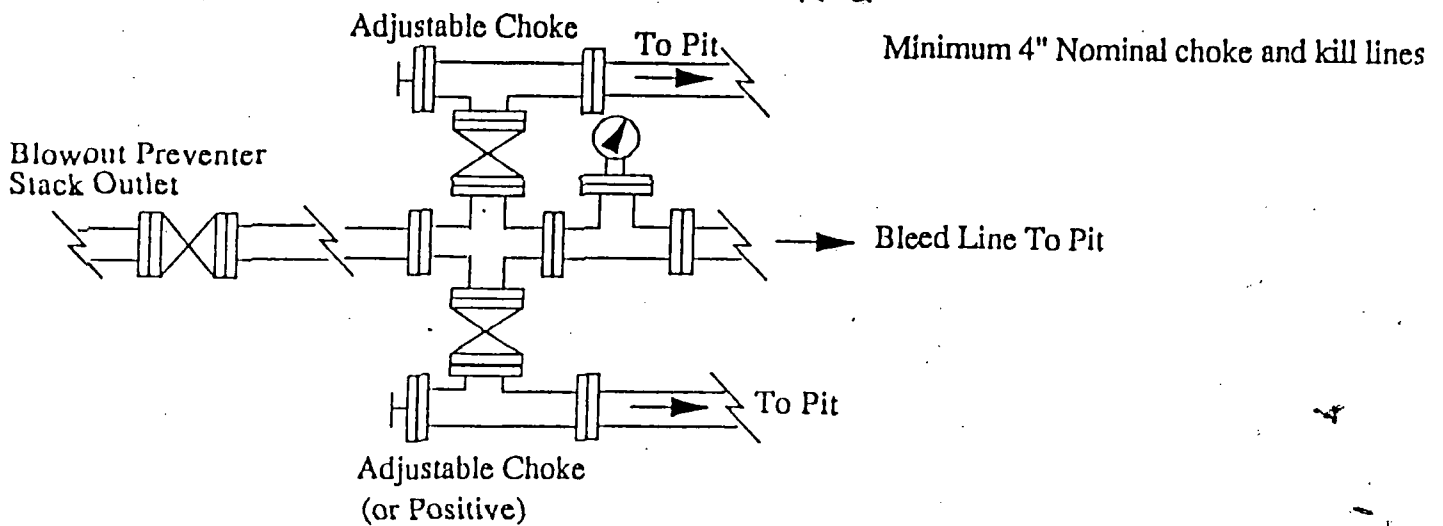 Adjustable Choke
To Pit
Minimum 4" Nominal choke and kill lines
Blowout Preventer
Stack Outlet
Bleed Line To Pit
To Pit
Adjustable Choke
(or Positive)